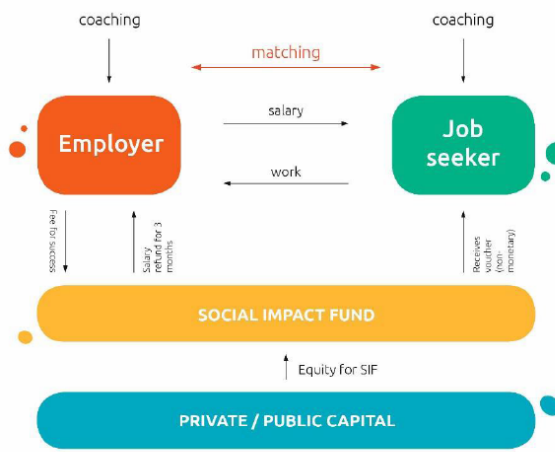 coaching
coaching
matching
Employer
salary
work
Job
seeker
Fee for success
Salary
refund for 3
months
Receives
voucher
(non-
monetary)
SOCIAL IMPACT FUND
Equity for SIF
PRIVATE / PUBLIC CAPITAL